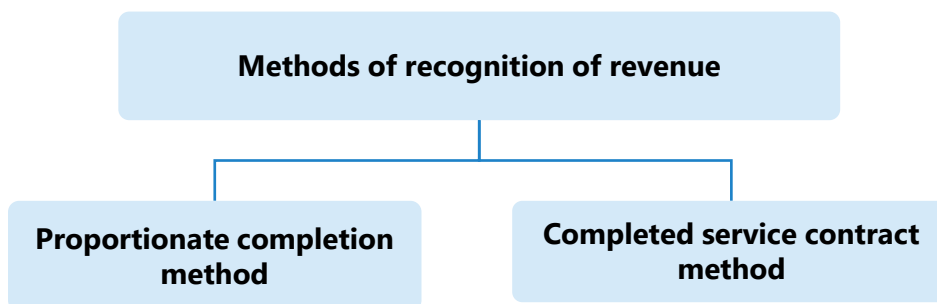 Methods of recognition of revenue
Proportionate completion
method
Completed service contract
method